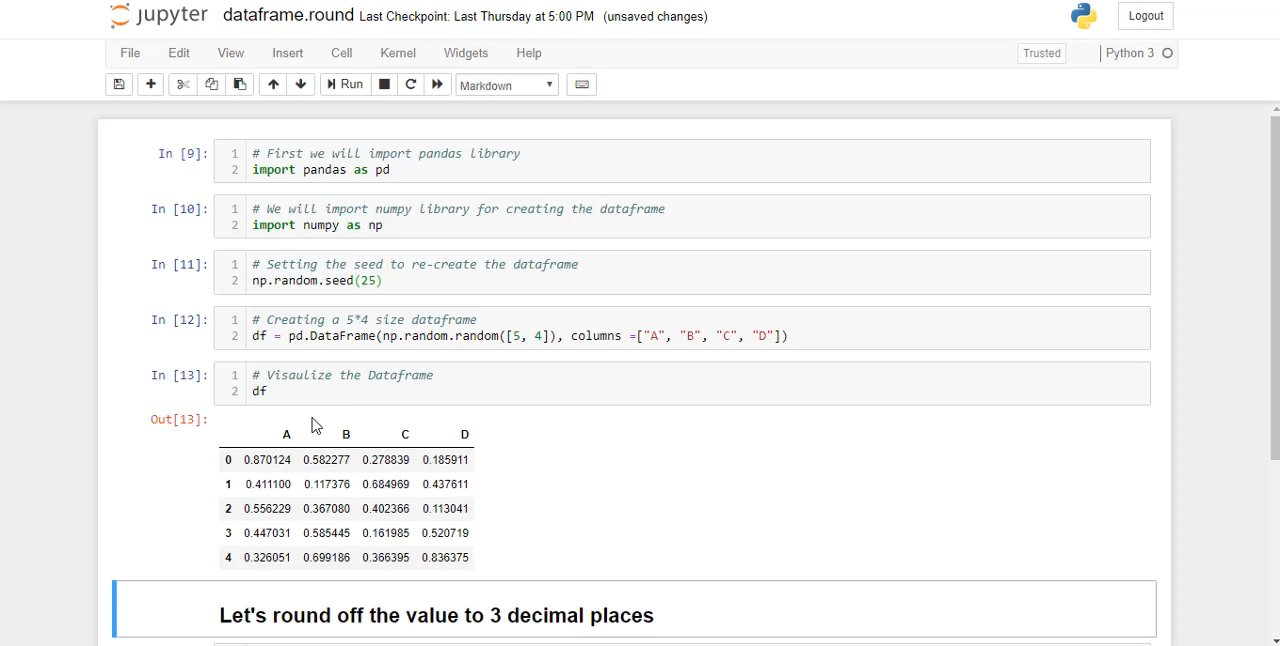 jupyter dataframe.round Last Checkpoint: Last Thursday at 5:00 PM (unsaved changes) Logout
File Edit View Insert Cell Kernel Widgets Help Trusted Python 3
Run Markdown
In [9]: 1 # First we will import pandas library
2 import pandas as pd
In [10]: 1 # We will import numpy library for creating the dataframe
2 import numpy as np
In [11]: 1 # Setting the seed to re-create the dataframe
2 np.random.seed(25)
In [12]: 1 # Creating a 5*4 size dataframe
2 df = pd.DataFrame(np.random.random([5, 4]), columns =["A", "B", "C", "D"])
In [13]: 1 # Visaulize the Dataframe
2 df
Out[13]:
A B C D
0 0.870124 0.582277 0.278839 0.185911
1 0.411100 0.117376 0.684969 0.437611
2 0.556229 0.367080 0.402366 0.113041
3 0.447031 0.585445 0.161985 0.520719
4 0.326051 0.699186 0.366395 0.836375
Let's round off the value to 3 decimal places